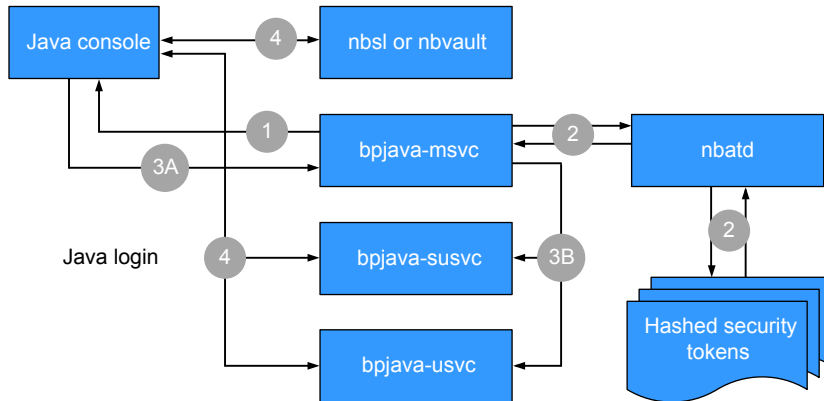 Java console
4
nbsl or nbvault
1
bpjava-msvc
2
nbatd
3A
2
Java login
4
bpjava-susvc
3B
Hashed security
tokens
bpjava-usvc